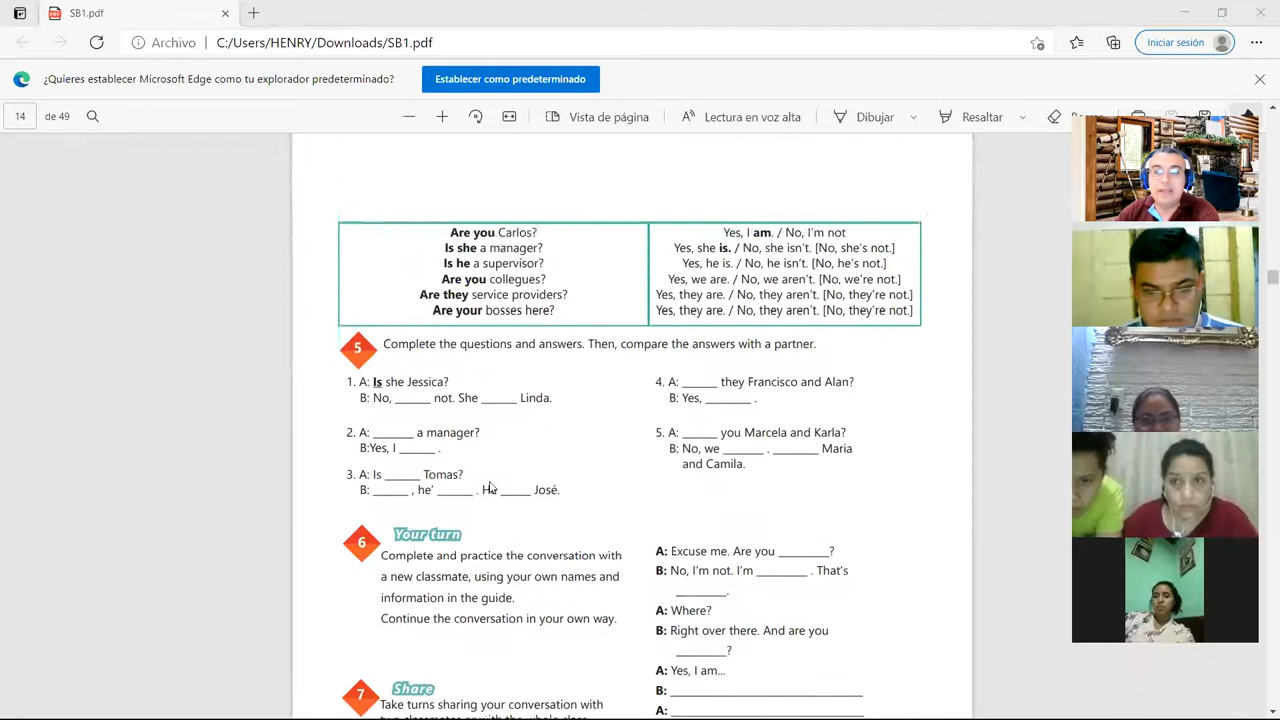 SB1.pdf
Archivo
C:/Users/HENRY/Downloads/SB1.pdf
Iniciar sesión
¿Quieres establecer Microsoft Edge como tu explorador predeterminado?
Establecer como predeterminado
14
de 49
Vista de página
Lectura en voz alta
Dibujar
Resaltar
Are you Carlos?
Yes, I am. / No, I'm not
Is she a manager?
Yes, she is. / No, she isn't. [No, she's not.]
Is he a supervisor?
Yes, he is. / No, he isn't. [No, he's not.]
Are you collegues?
Yes, we are. / No, we aren't. [No, we're not.]
Are they service providers?
Yes, they are. / No, they aren't. [No, they're not.]
Are your bosses here?
Yes, they are. / No, they aren't. [No, they're not.]
5
Complete the questions and answers. Then, compare the answers with a partner.
1. A: Is she Jessica?
B: No, ______ not. She ______ Linda.
2. A: _______ a manager?
B:Yes, I ______ .
3. A: Is ______ Tomas?
B: ______ , he' ______ . He _____ José.
4. A: ______ they Francisco and Alan?
B: Yes, ________ .
5. A: ______ you Marcela and Karla?
B: No, we _______ . ________ Maria
and Camila.
6
Your turn
Complete and practice the conversation with
a new classmate, using your own names and
information in the guide.
Continue the conversation in your own way.
A: Excuse me. Are you ________?
B: No, I'm not. I'm ________ . That's
________.
A: Where?
B: Right over there. And are you
________?
A: Yes, I am...
B: ______________________________
A: ______________________________
7
Share
Take turns sharing your conversation with